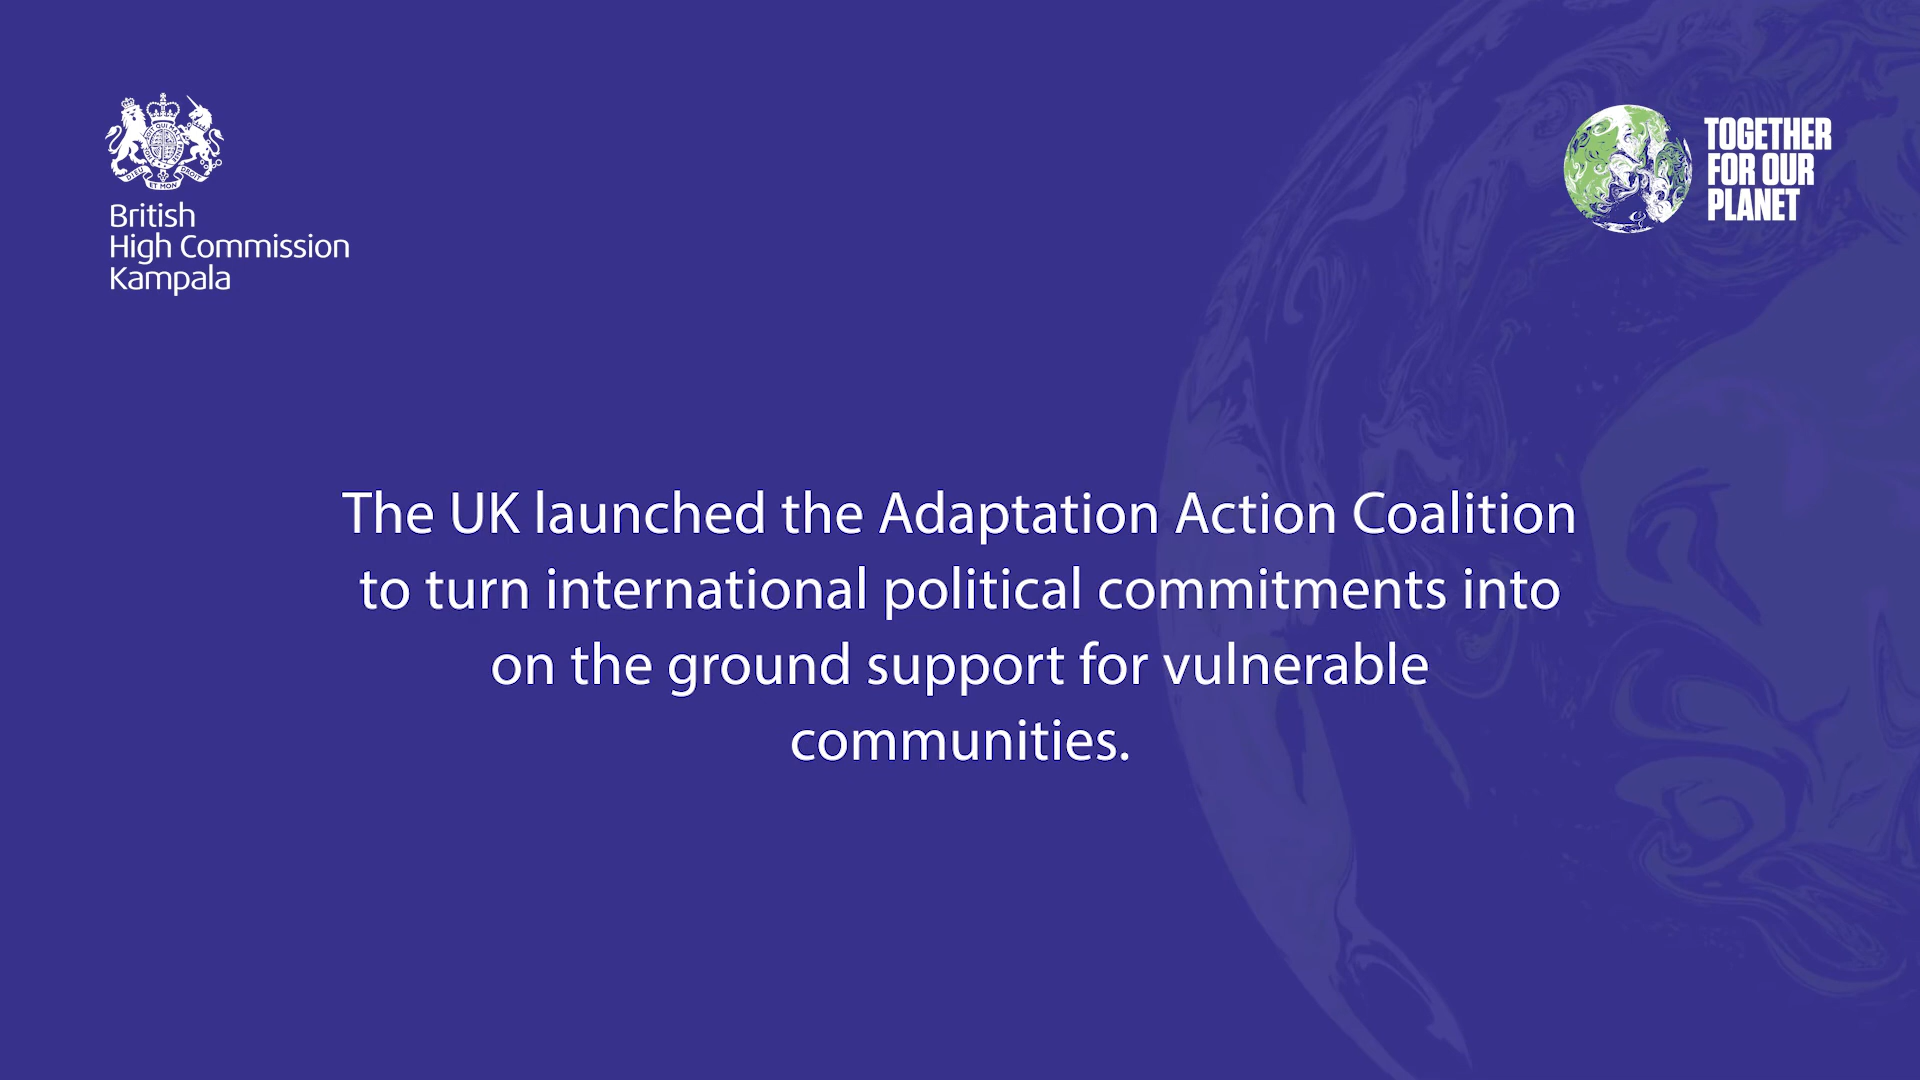 British
High Commission
Kampala
TOGETHER
FOR OUR
PLANET
The UK launched the Adaptation Action Coalition
to turn international political commitments into
on the ground support for vulnerable
communities.